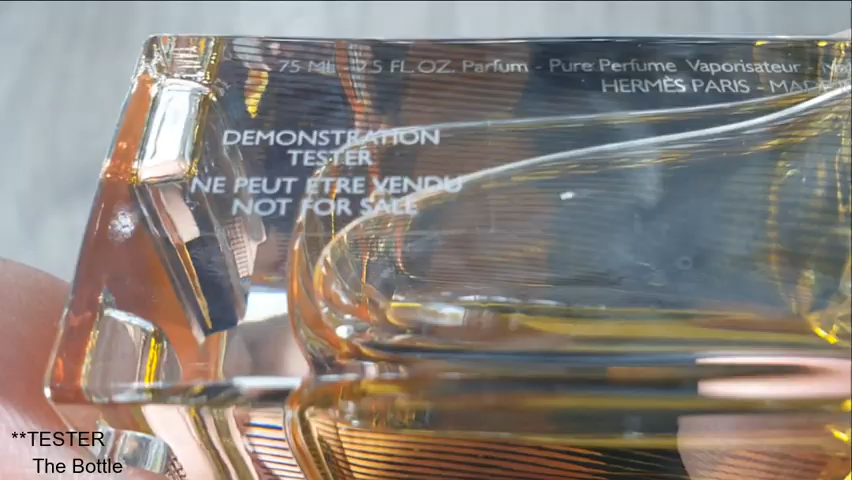 75 ML 2.5 FL.OZ. Parfum - Pure Perfume Vaporisateur -
HERMÈS PARIS - MADE
DEMONSTRATION
TESTER
NE PEUT ETRE VENDU
NOT FOR SALE
**TESTER
The Bottle